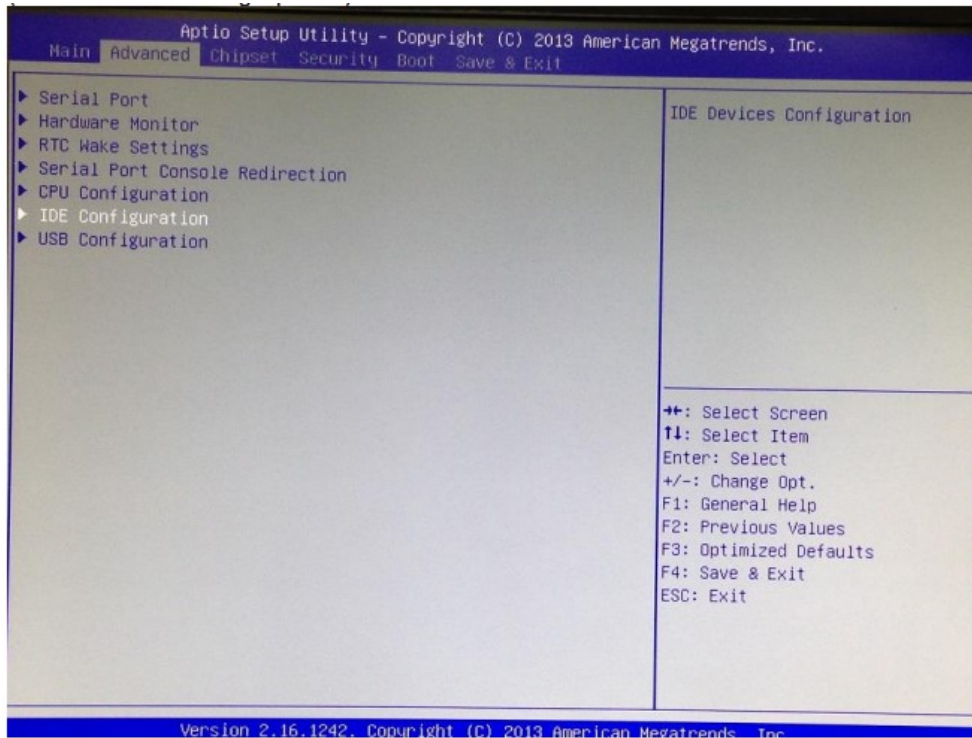 Aptio Setup Utility - Copyright (C) 2013 American Megatrends, Inc.
Main Advanced Chipset Security Boot Save & Exit
Serial Port
Hardware Monitor
RTC Wake Settings
Serial Port Console Redirection
CPU Configuration
IDE Configuration
USB Configuration
IDE Devices Configuration
→←: Select Screen
↑↓: Select Item
Enter: Select
+/-: Change Opt.
F1: General Help
F2: Previous Values
F3: Optimized Defaults
F4: Save & Exit
ESC: Exit
Version 2.16.1242. Copyright (C) 2013 American Megatrends, Inc.